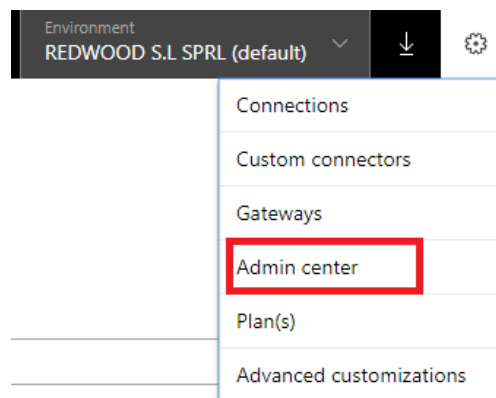 Environment
REDWOOD S.L SPRL (default)
Connections
Custom connectors
Gateways
Admin center
Plan(s)
Advanced customizations